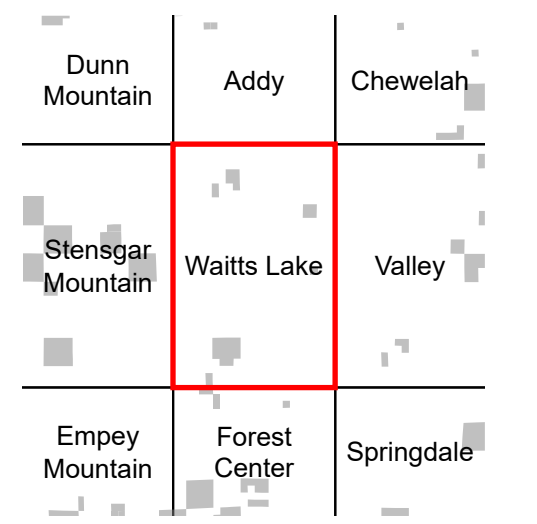 Dunn
Mountain
Addy
Chewelah
Stensgar
Mountain
Waitts Lake
Valley
Empey
Mountain
Forest
Center
Springdale